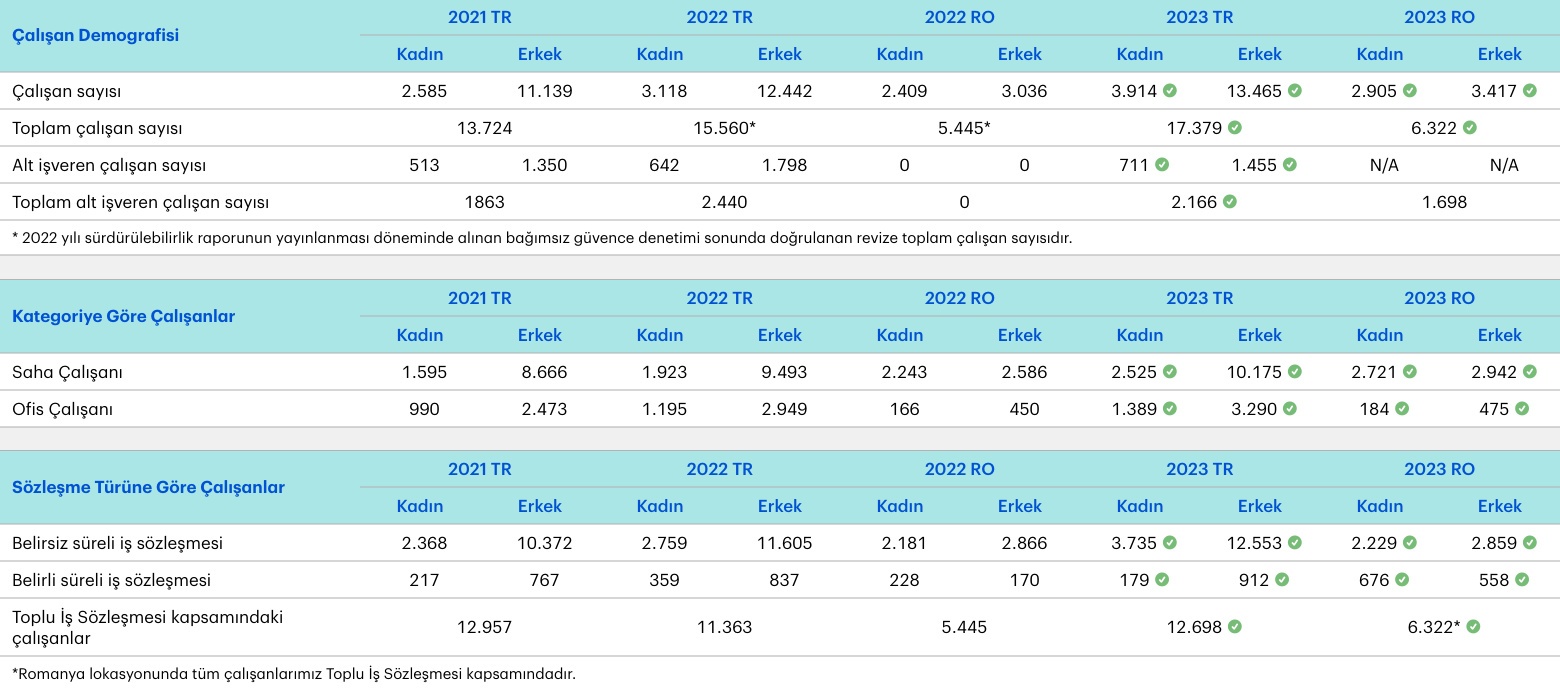 Çalışan Demografisi
2021 TR 2022 TR 2022 RO 2023 TR 2023 RO
Kadın Erkek Kadın Erkek Kadın Erkek Kadın Erkek Kadın Erkek
Çalışan sayısı 2.585 11.139 3.118 12.442 2.409 3.036 3.914 13.465 2.905 3.417
Toplam çalışan sayısı 13.724 15.560* 5.445* 17.379 6.322
Alt işveren çalışan sayısı 513 1.350 642 1.798 0 0 711 1.455 N/A N/A
Toplam alt işveren çalışan sayısı 1863 2.440 0 2.166 1.698
* 2022 yılı sürdürülebilirlik raporunun yayınlanması döneminde alınan bağımsız güvence denetimi sonunda doğrulanan revize toplam çalışan sayısıdır.
Kategoriye Göre Çalışanlar
2021 TR 2022 TR 2022 RO 2023 TR 2023 RO
Kadın Erkek Kadın Erkek Kadın Erkek Kadın Erkek Kadın Erkek
Saha Çalışanı 1.595 8.666 1.923 9.493 2.243 2.586 2.525 10.175 2.721 2.942
Ofis Çalışanı 990 2.473 1.195 2.949 166 450 1.389 3.290 184 475
Sözleşme Türüne Göre Çalışanlar
2021 TR 2022 TR 2022 RO 2023 TR 2023 RO
Kadın Erkek Kadın Erkek Kadın Erkek Kadın Erkek Kadın Erkek
Belirsiz süreli iş sözleşmesi 2.368 10.372 2.759 11.605 2.181 2.866 3.735 12.553 2.229 2.859
Belirli süreli iş sözleşmesi 217 767 359 837 228 170 179 912 676 558
Toplu İş Sözleşmesi kapsamındaki
çalışanlar 12.957 11.363 5.445 12.698 6.322*
*Romanya lokasyonunda tüm çalışanlarımız Toplu İş Sözleşmesi kapsamındadır.